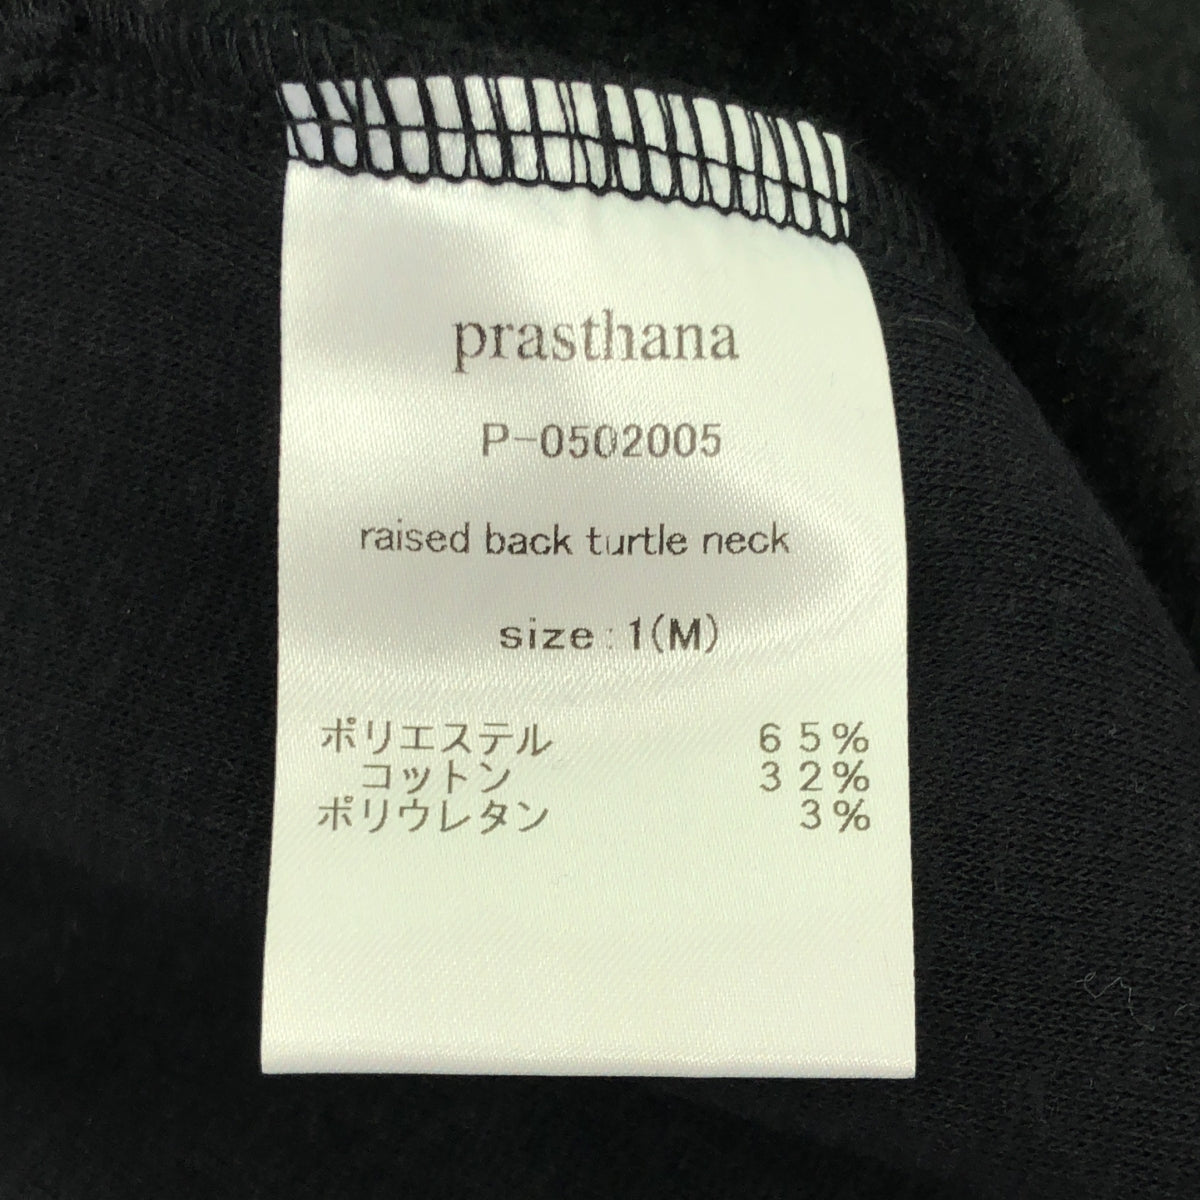 prasthana
P-0502005
raised back turtle neck
size : 1(M)
ポリエステル 65%
コットン 32%
ポリウレタン 3%